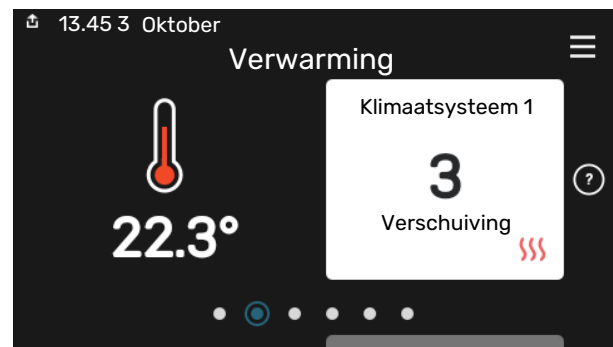 13.45 3 Oktober
Verwarming
Klimaatsysteem 1
3
Verschuiving
22.3°
?